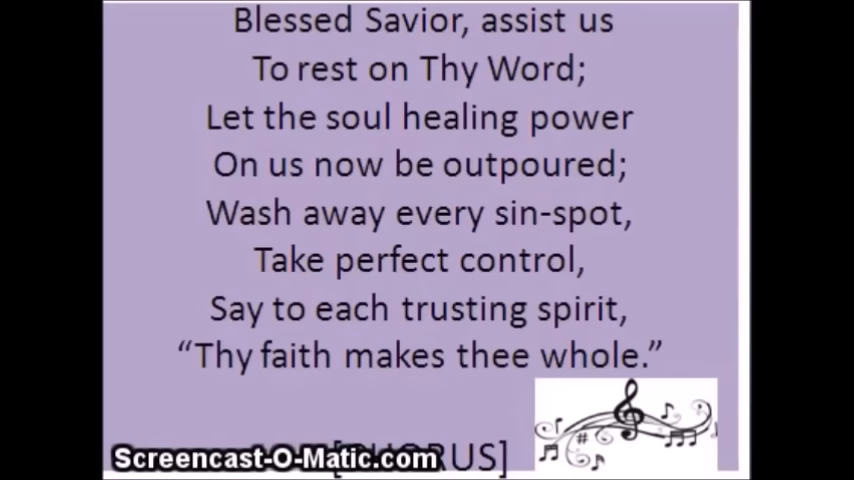 Blessed Savior, assist us
To rest on Thy Word;
Let the soul healing power
On us now be outpoured;
Wash away every sin-spot,
Take perfect control,
Say to each trusting spirit,
“Thy faith makes thee whole.”
[CHORUS]
Screencast-O-Matic.com